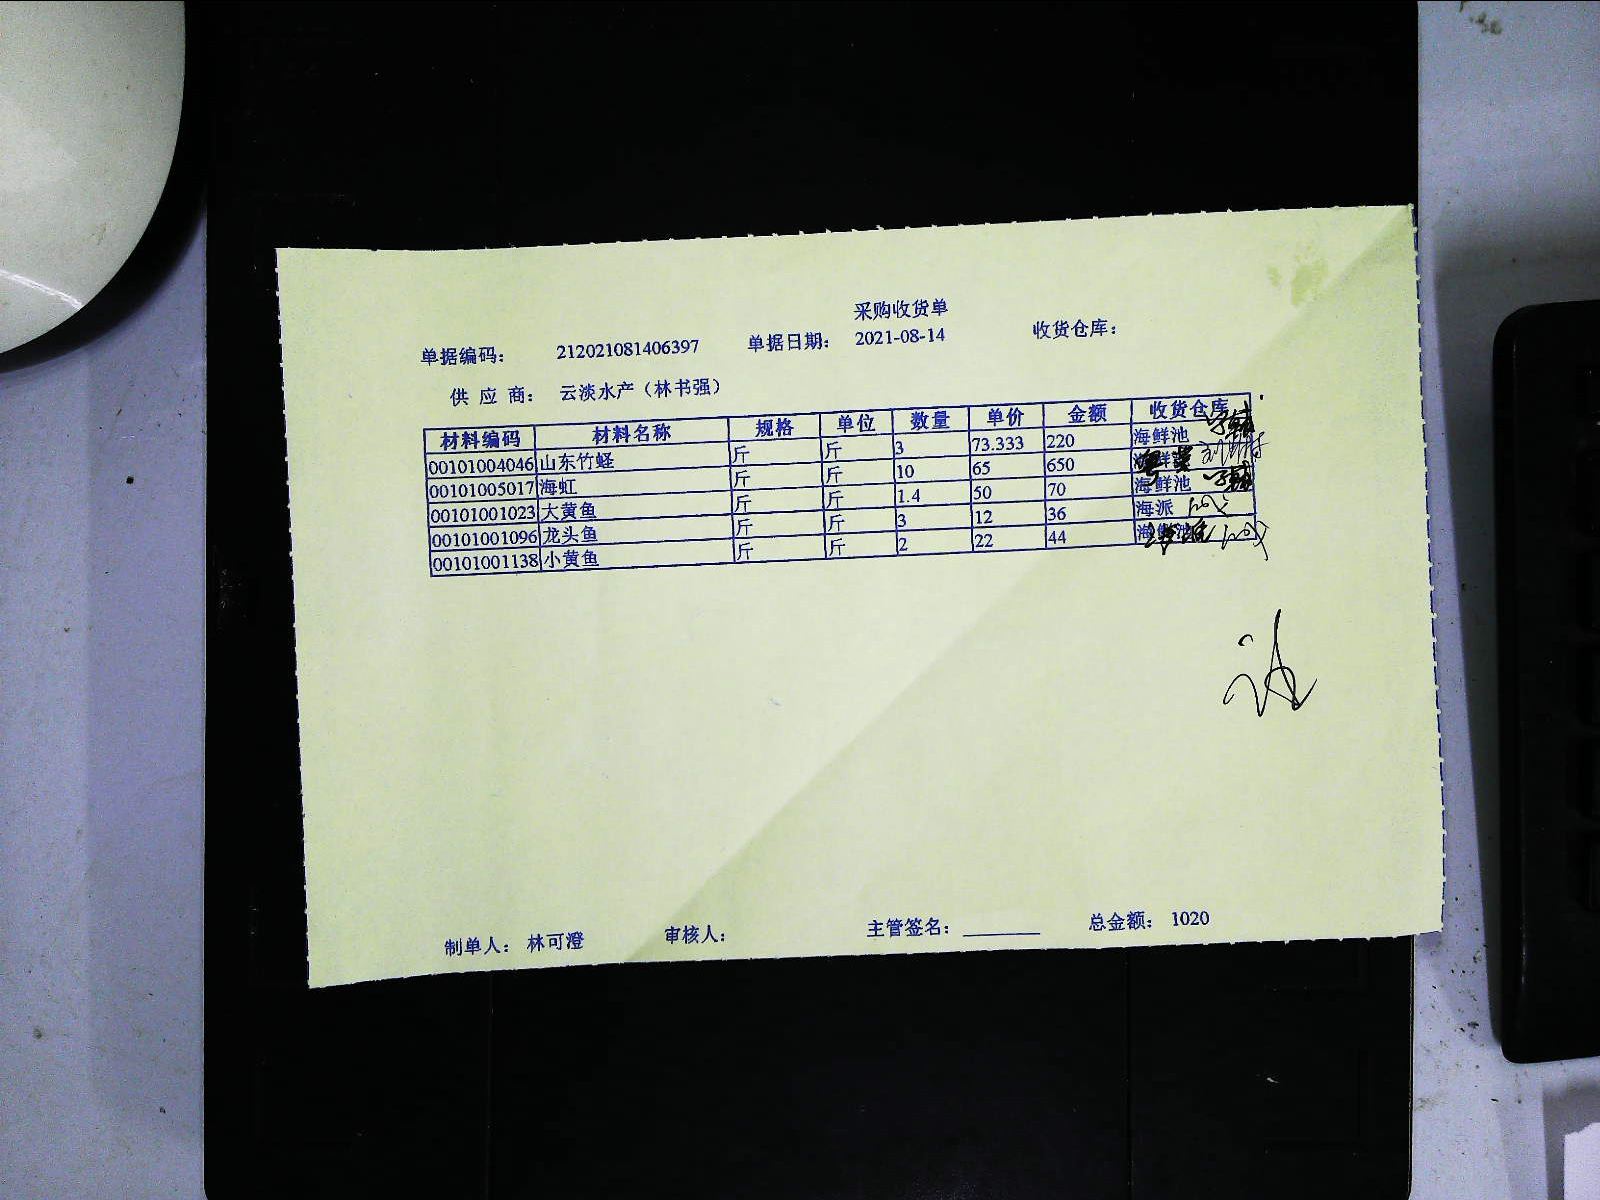 采购收货单
单据编码： 212021081406397 单据日期： 2021-08-14 收货仓库：
供 应 商： 云淡水产（林书强）
材料编码 材料名称 规格 单位 数量 单价 金额 收货仓库
00101004046 山东竹蛏 斤 斤 3 73.333 220 海鲜池
00101005017 海虹 斤 斤 10 65 650
00101001023 大黄鱼 斤 斤 1.4 50 70 海鲜池
00101001096 龙头鱼 斤 斤 3 12 36 海派
00101001138 小黄鱼 斤 斤 2 22 44
制单人： 林可澄 审核人： 主管签名：________ 总金额： 1020